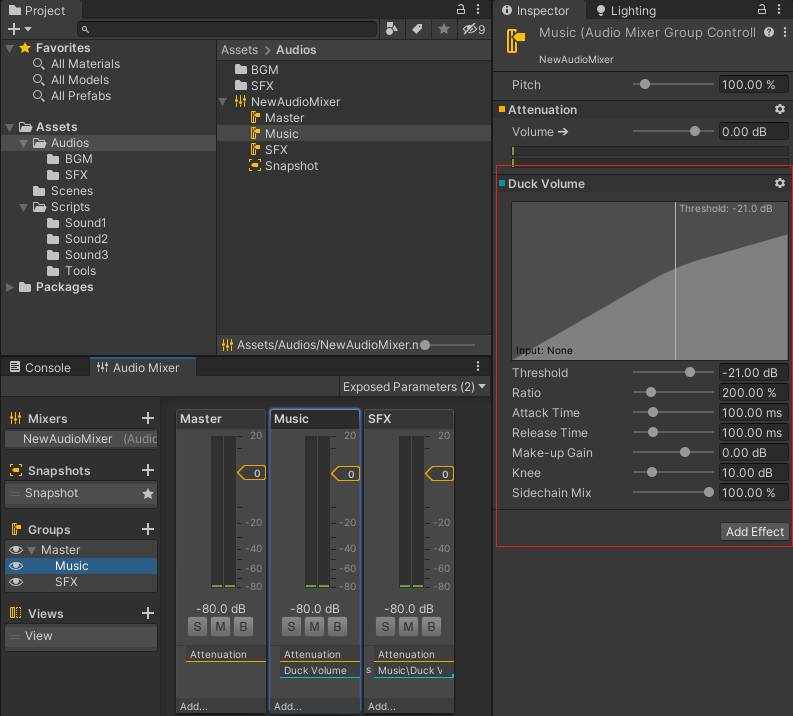 Project
9
Favorites
All Materials
All Models
All Prefabs
Assets
Audios
BGM
SFX
Scenes
Scripts
Sound1
Sound2
Sound3
Tools
Packages
Assets > Audios
BGM
SFX
NewAudioMixer
Master
Music
SFX
Snapshot
Assets/Audios/NewAudioMixer.m
Console
Audio Mixer
Exposed Parameters (2)
Mixers
NewAudioMixer (Audio
Snapshots
Snapshot
Groups
Master
Music
SFX
Views
View
Master
20
0
-20
-40
-60
-80
-80.0 dB
S M B
Attenuation
Add...
Music
20
0
-20
-40
-60
-80
-80.0 dB
S M B
Attenuation
Duck Volume
Add...
SFX
20
0
-20
-40
-60
-80
-80.0 dB
S M B
Attenuation
s Music\Duck V
Add...
Inspector
Lighting
Music (Audio Mixer Group Controll
NewAudioMixer
Pitch 100.00 %
Attenuation
Volume 0.00 dB
Duck Volume
Threshold: -21.0 dB
Input: None
Threshold -21.00 dB
Ratio 200.00 %
Attack Time 100.00 ms
Release Time 100.00 ms
Make-up Gain 0.00 dB
Knee 10.00 dB
Sidechain Mix 100.00 %
Add Effect